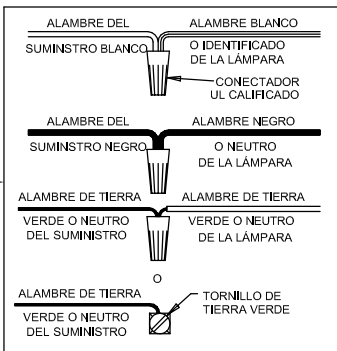 ALAMBRE DEL ALAMBRE BLANCO
SUMINSTRO BLANCO O IDENTIFICADO
DE LA LÁMPARA
CONECTADOR
UL CALIFICADO
ALAMBRE DEL ALAMBRE NEGRO
SUMINSTRO NEGRO O NEUTRO
DE LA LÁMPARA
ALAMBRE DE TIERRA ALAMBRE DE TIERRA
VERDE O NEUTRO VERDE O NEUTRO
DEL SUMINISTRO DE LA LÁMPARA
O
ALAMBRE DE TIERRA TORNILLO DE
TIERRA VERDE
VERDE O NEUTRO
DEL SUMINISTRO